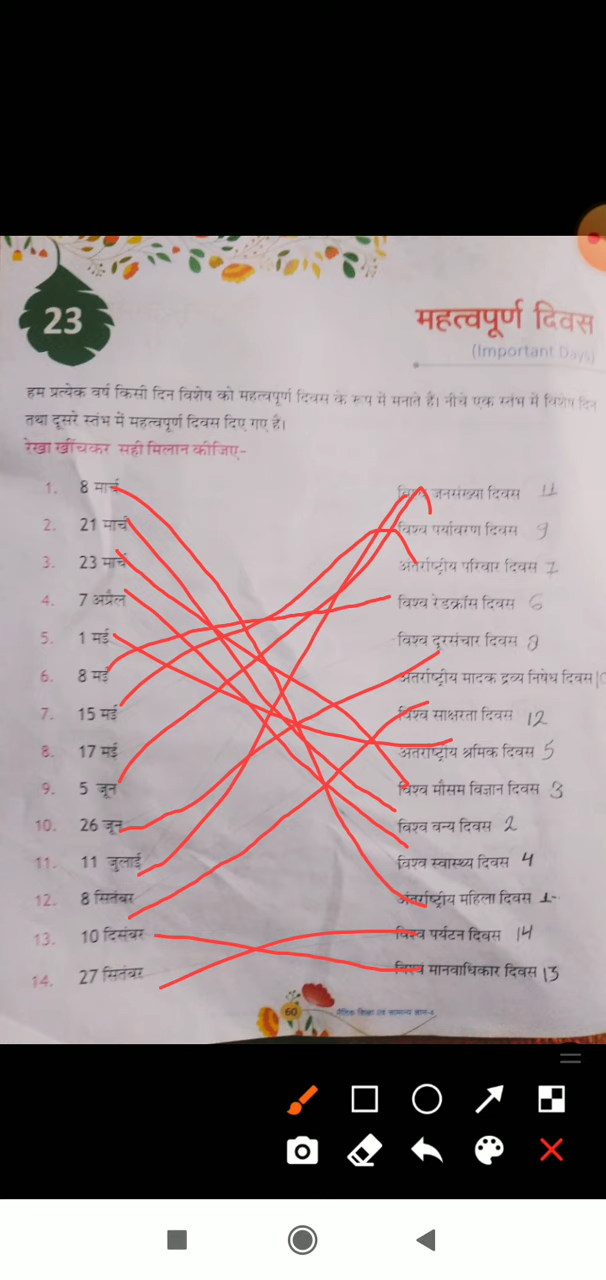 23
महत्वपूर्ण दिवस
(Important Days)
हम प्रत्येक वर्ष किसी दिन विशेष को महत्वपूर्ण दिवस के रूप में मनाते है। नीचे एक स्तंभ में विशेष दिन
तथा दूसरे स्तंभ में महत्वपूर्ण दिवस दिए गए है।
रेखा खींचकर सही मिलान कीजिए-
1. 8 मार्च विश्व जनसंख्या दिवस 11
2. 21 मार्च विश्व पर्यावरण दिवस 9
3. 23 मार्च अंतर्राष्ट्रीय परिवार दिवस 7
4. 7 अप्रैल विश्व रेडक्रॉस दिवस 6
5. 1 मई विश्व दूरसंचार दिवस 8
6. 8 मई अंतर्राष्ट्रीय मादक द्रव्य निषेध दिवस 10
7. 15 मई विश्व साक्षरता दिवस 12
8. 17 मई अंतर्राष्ट्रीय श्रमिक दिवस 5
9. 5 जून विश्व मौसम विज्ञान दिवस 3
10. 26 जून विश्व वन्य दिवस 2
11. 11 जुलाई विश्व स्वास्थ्य दिवस 4
12. 8 सितंबर अंतर्राष्ट्रीय महिला दिवस 1
13. 10 दिसंबर विश्व पर्यटन दिवस 14
14. 27 सितंबर विश्व मानवाधिकार दिवस 13
60 नैतिक शिक्षा एवं सामान्य ज्ञान-4